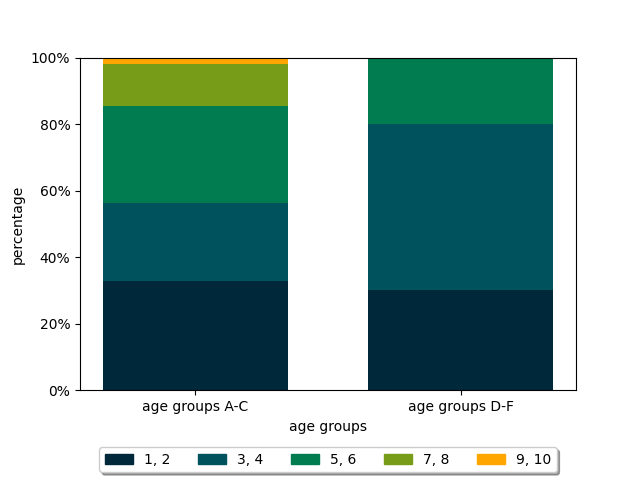 100%
80%
60%
40%
20%
0%
percentage
age groups A-C
age groups D-F
age groups
1, 2
3, 4
5, 6
7, 8
9, 10